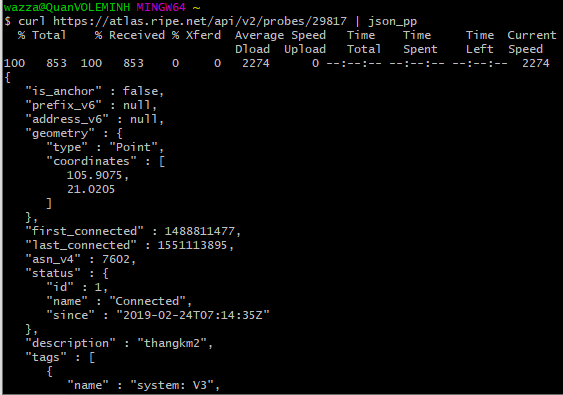 wazza@QuanVOLEMINH MINGW64 ~
$ curl https://atlas.ripe.net/api/v2/probes/29817 | json_pp
  % Total    % Received % Xferd  Average Speed   Time    Time     Time  Current
                                 Dload  Upload   Total   Spent    Left  Speed
100   853  100   853    0     0   2274      0 --:--:-- --:--:-- --:--:--  2274
{
   "is_anchor" : false,
   "prefix_v6" : null,
   "address_v6" : null,
   "geometry" : {
      "type" : "Point",
      "coordinates" : [
         105.9075,
         21.0205
      ]
   },
   "first_connected" : 1488811477,
   "last_connected" : 1551113895,
   "asn_v4" : 7602,
   "status" : {
      "id" : 1,
      "name" : "Connected",
      "since" : "2019-02-24T07:14:35Z"
   },
   "description" : "thangkm2",
   "tags" : [
      {
         "name" : "system: V3",